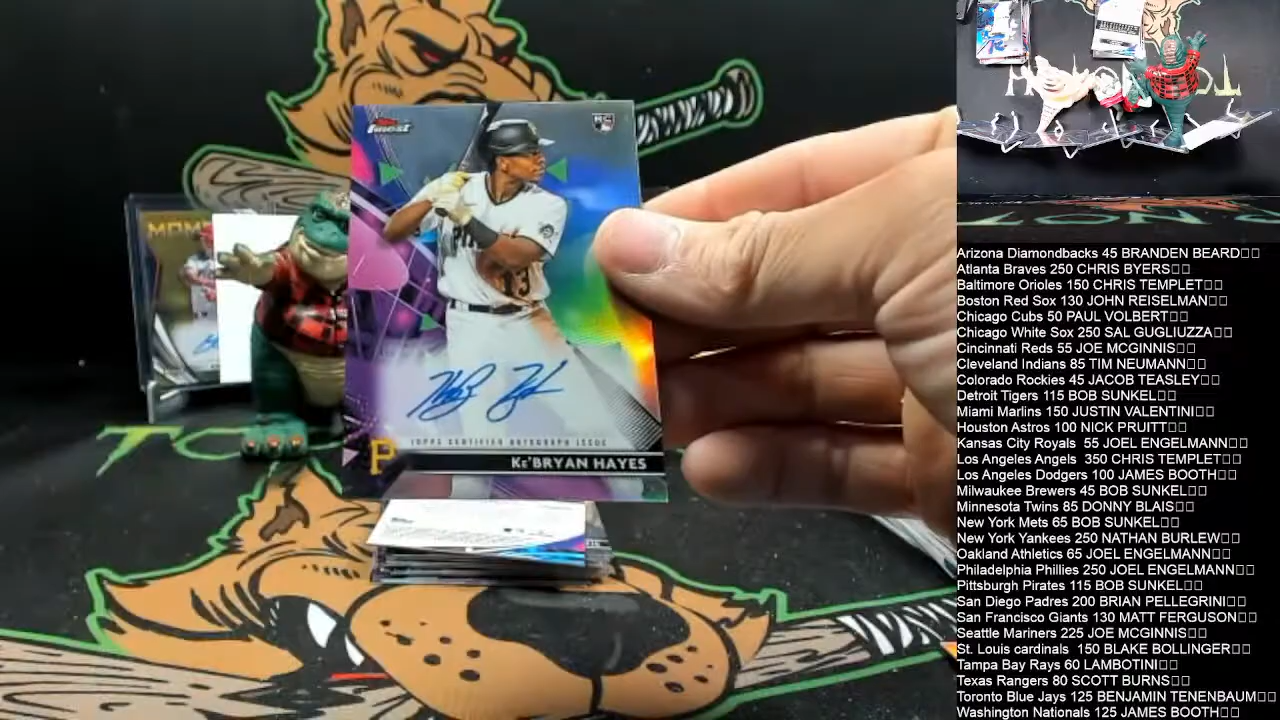 MOM
Topps
Finest
RC
PI
13
TOPPS CERTIFIED AUTOGRAPH ISSUE
P
Ke'BRYAN HAYES
Arizona Diamondbacks 45 BRANDEN BEARD□□
Atlanta Braves 250 CHRIS BYERS□□
Baltimore Orioles 150 CHRIS TEMPLET□□
Boston Red Sox 130 JOHN REISELMAN□□
Chicago Cubs 50 PAUL VOLBERT□□
Chicago White Sox 250 SAL GUGLIUZZA□□
Cincinnati Reds 55 JOE MCGINNIS□□
Cleveland Indians 85 TIM NEUMANN□□
Colorado Rockies 45 JACOB TEASLEY□□
Detroit Tigers 115 BOB SUNKEL□□
Miami Marlins 150 JUSTIN VALENTINI□□
Houston Astros 100 NICK PRUITT□□
Kansas City Royals 55 JOEL ENGELMANN□□
Los Angeles Angels 350 CHRIS TEMPLET□□
Los Angeles Dodgers 100 JAMES BOOTH□□
Milwaukee Brewers 45 BOB SUNKEL□□
Minnesota Twins 85 DONNY BLAIS□□
New York Mets 65 BOB SUNKEL□□
New York Yankees 250 NATHAN BURLEW□□
Oakland Athletics 65 JOEL ENGELMANN□□
Philadelphia Phillies 250 JOEL ENGELMANN□□
Pittsburgh Pirates 115 BOB SUNKEL□□
San Diego Padres 200 BRIAN PELLEGRINI□□
San Francisco Giants 130 MATT FERGUSON□□
Seattle Mariners 225 JOE MCGINNIS□□
St. Louis cardinals 150 BLAKE BOLLINGER□□
Tampa Bay Rays 60 LAMBOTINI□□
Texas Rangers 80 SCOTT BURNS□□
Toronto Blue Jays 125 BENJAMIN TENENBAUM□□
Washington Nationals 125 JAMES BOOTH□□